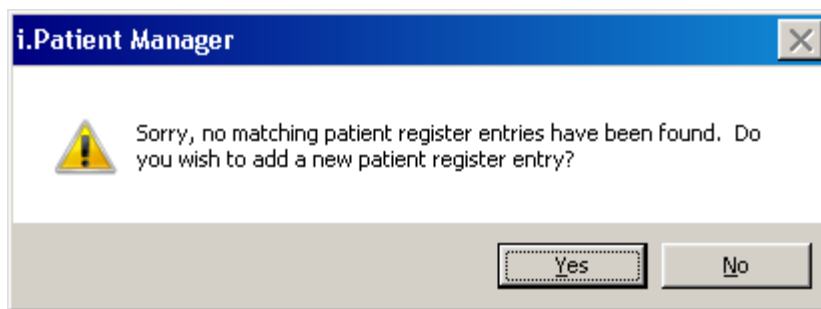 i.Patient Manager
Sorry, no matching patient register entries have been found.  Do
you wish to add a new patient register entry?
Yes No